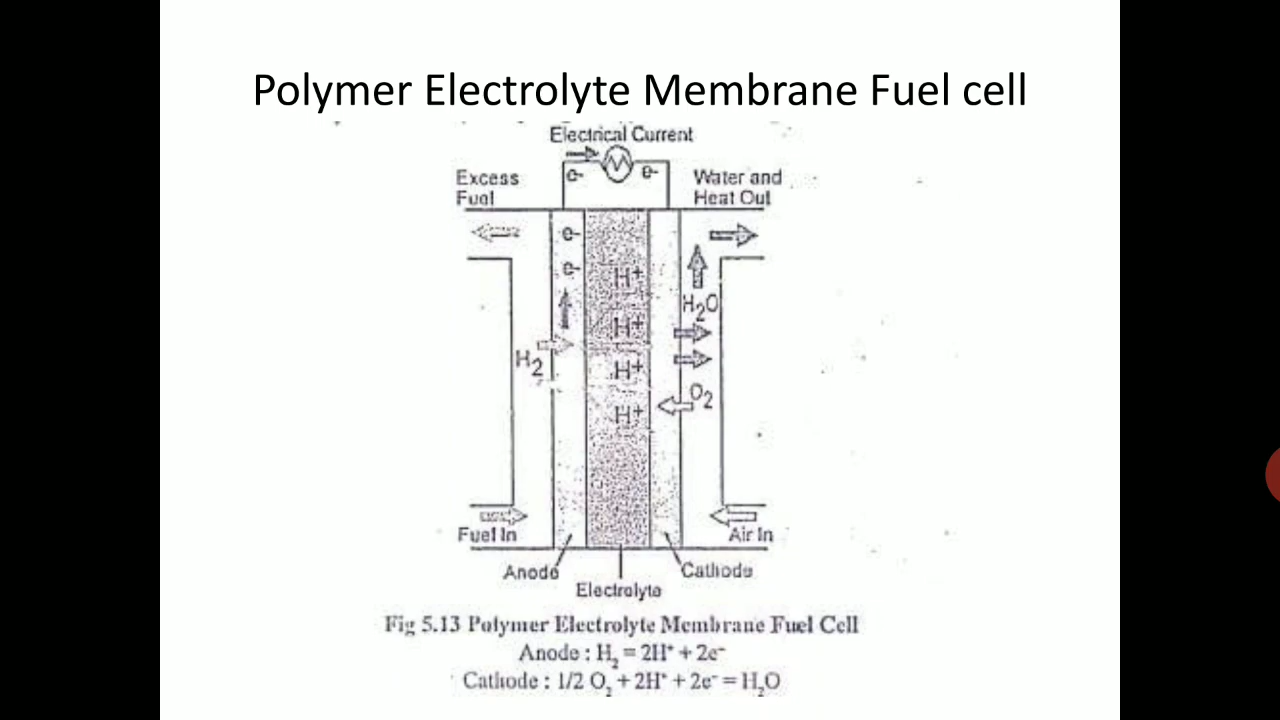 Polymer Electrolyte Membrane Fuel cell
Electrical Current
e- e-
Excess
Fuel
Water and
Heat Out
e-
e-
H+
H2O
H+
H2
H+
O2
H+
Fuel In
Air In
Anode
Cathode
Electrolyte
Fig 5.13 Polymer Electrolyte Membrane Fuel Cell
Anode : H₂ = 2H⁺ + 2e⁻
Cathode : 1/2 O₂ + 2H⁺ + 2e⁻ = H₂O